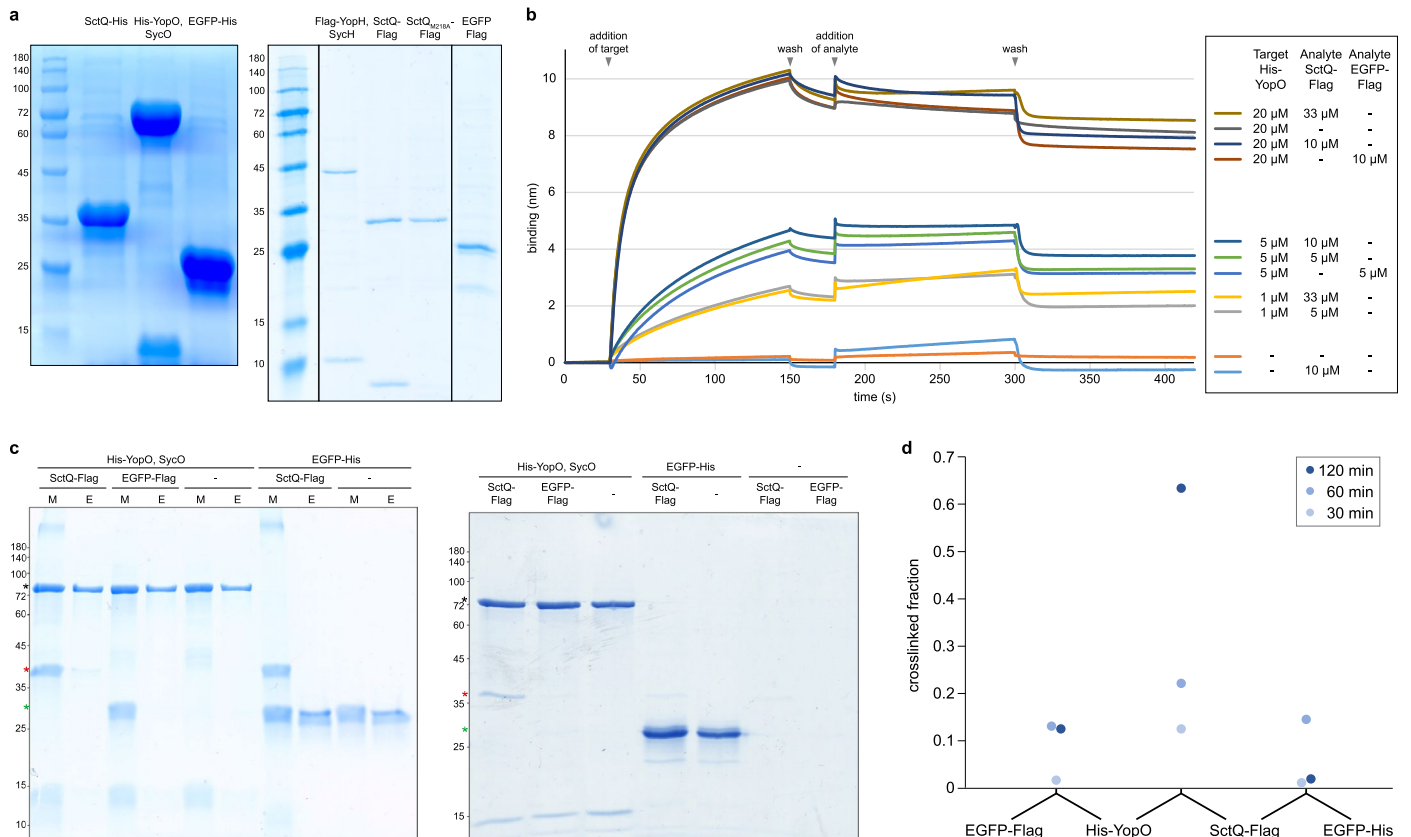 a
SctQ-His His-YopO, SycO EGFP-His
180
140
100
72
60
45
35
25
15
Flag-YopH, SycH SctQ-Flag SctQM218A-Flag EGFP Flag
180
140
100
72
60
45
35
25
15
10
b
addition of target
wash
addition of analyte
wash
binding (nm)
10
8
6
4
2
0
0 50 100 150 200 250 300 350 400
time (s)
Target His-YopO Analyte SctQ-Flag Analyte EGFP-Flag
20 µM 33 µM -
20 µM - -
20 µM 10 µM -
20 µM - 10 µM
5 µM 10 µM -
5 µM 5 µM -
5 µM - 5 µM
1 µM 33 µM -
1 µM 5 µM -
- - -
- 10 µM
c
His-YopO, SycO EGFP-His
SctQ-Flag EGFP-Flag - SctQ-Flag -
M E M E M E M E M E
180
140
100
*
72
60
45
*
35
*
25
15
10
His-YopO, SycO EGFP-His -
SctQ-Flag EGFP-Flag - SctQ-Flag - SctQ-Flag EGFP-Flag
180
140
100
*
72
60
45
*
35
*
25
15
d
crosslinked fraction
0.7
0.6
0.5
0.4
0.3
0.2
0.1
0
120 min
60 min
30 min
EGFP-Flag His-YopO SctQ-Flag EGFP-His